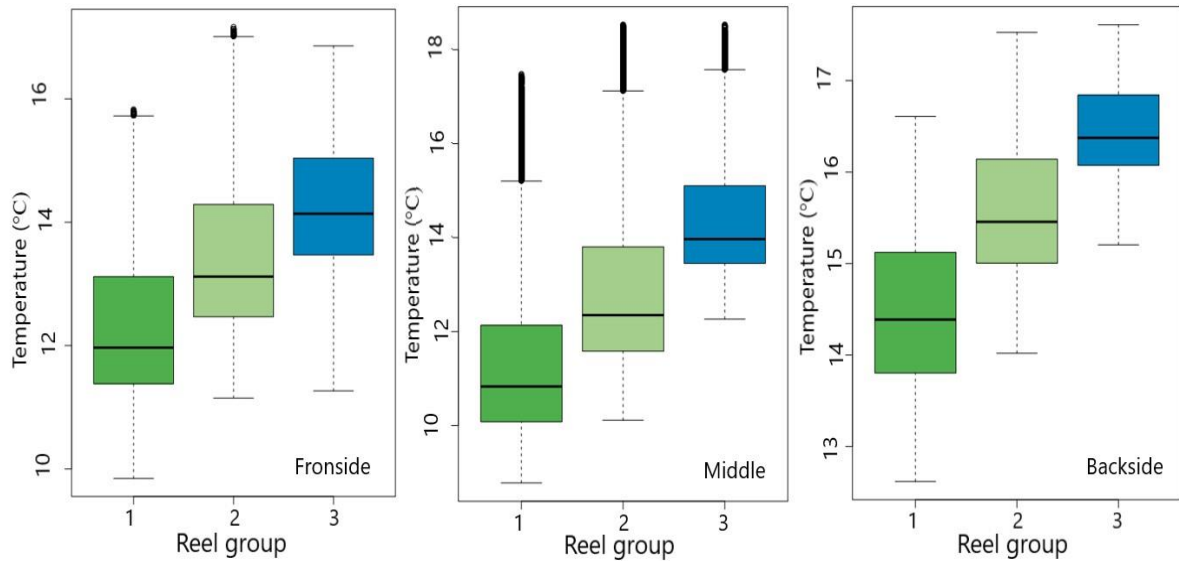 Temperature (°C)
16
14
12
10
Fronside
1 2 3
Reel group
Temperature (°C)
18
16
14
12
10
Middle
1 2 3
Reel group
Temperature (°C)
17
16
15
14
13
Backside
1 2 3
Reel group